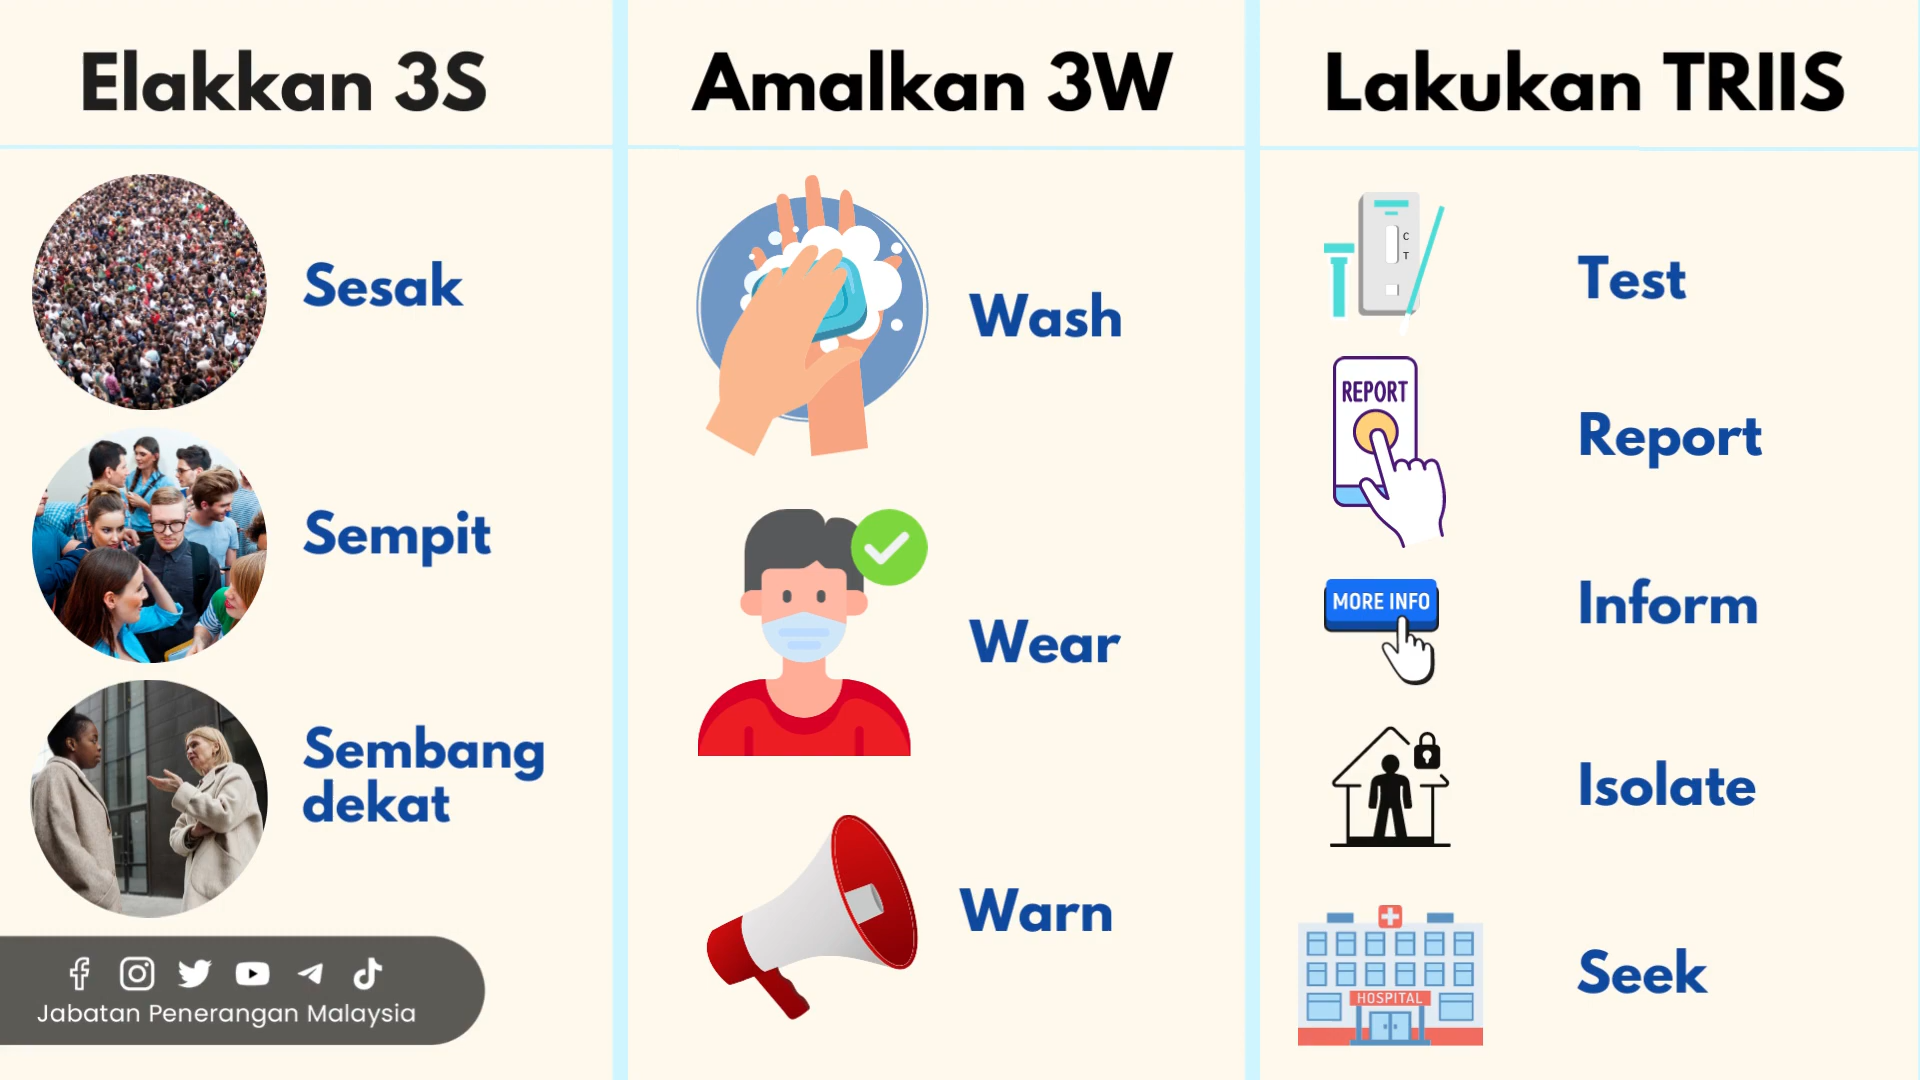 Elakkan 3S
Sesak
Sempit
Sembang
dekat
Jabatan Penerangan Malaysia
Amalkan 3W
Wash
Wear
Warn
Lakukan TRIIS
C
T
Test
REPORT
Report
MORE INFO
Inform
Isolate
HOSPITAL
Seek